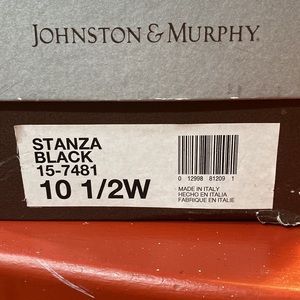 JOHNSTON & MURPHY®
STANZA
BLACK
15-7481
10 1/2W
0 12998 81209 1
MADE IN ITALY
HECHO EN ITALIA
FABRIQUE EN ITALIE